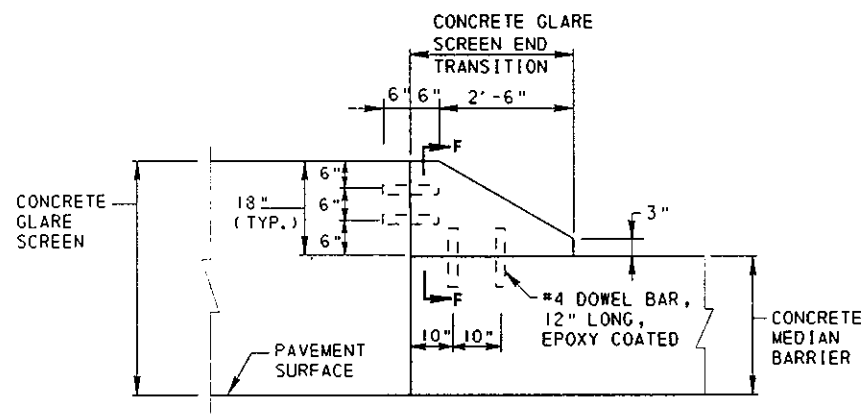 CONCRETE GLARE
SCREEN END
TRANSITION
6" 6" 2'-6"
F
6"
CONCRETE
GLARE
SCREEN
18"
(TYP.)
6"
6"
3"
F
#4 DOWEL BAR,
12" LONG,
EPOXY COATED
10" 10"
CONCRETE
MEDIAN
BARRIER
PAVEMENT
SURFACE